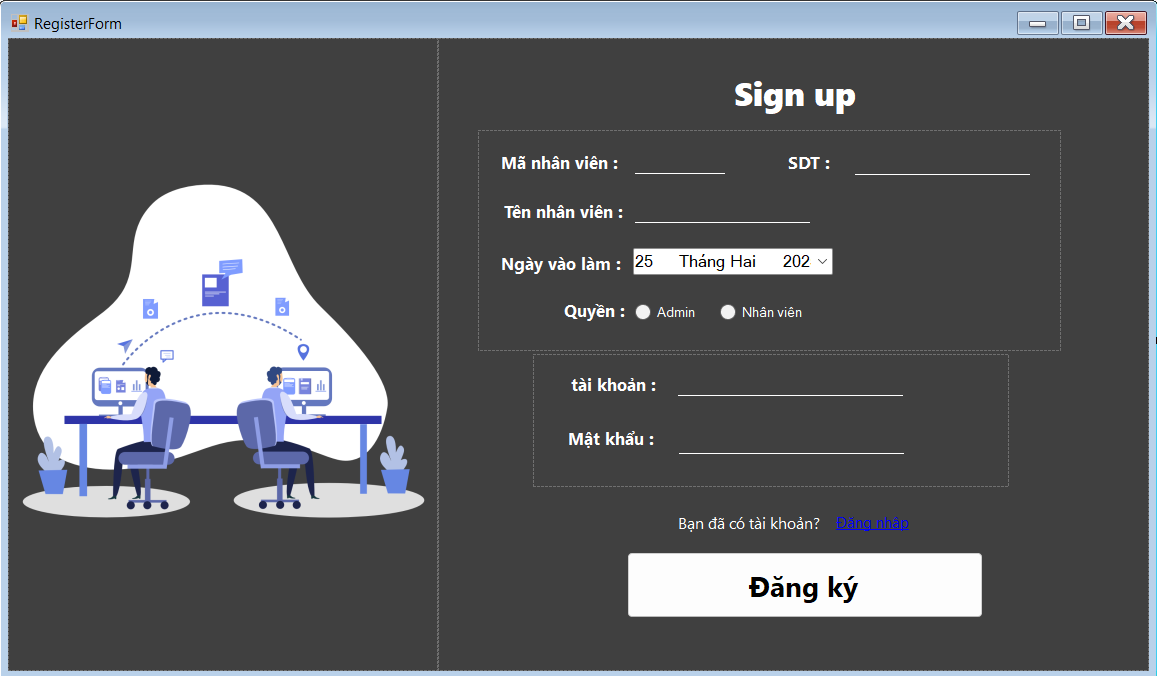 RegisterForm
Sign up
Mã nhân viên :
SDT :
Tên nhân viên :
Ngày vào làm : 25 Tháng Hai 202
Quyền : Admin Nhân viên
tài khoản :
Mật khẩu :
Bạn đã có tài khoản? Đăng nhập
Đăng ký